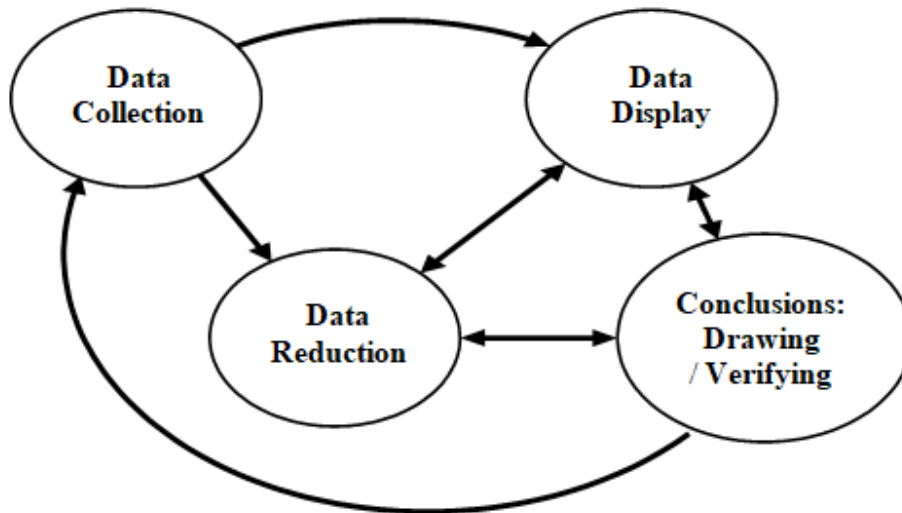 Data
Collection
Data
Display
Data
Reduction
Conclusions:
Drawing
/ Verifying